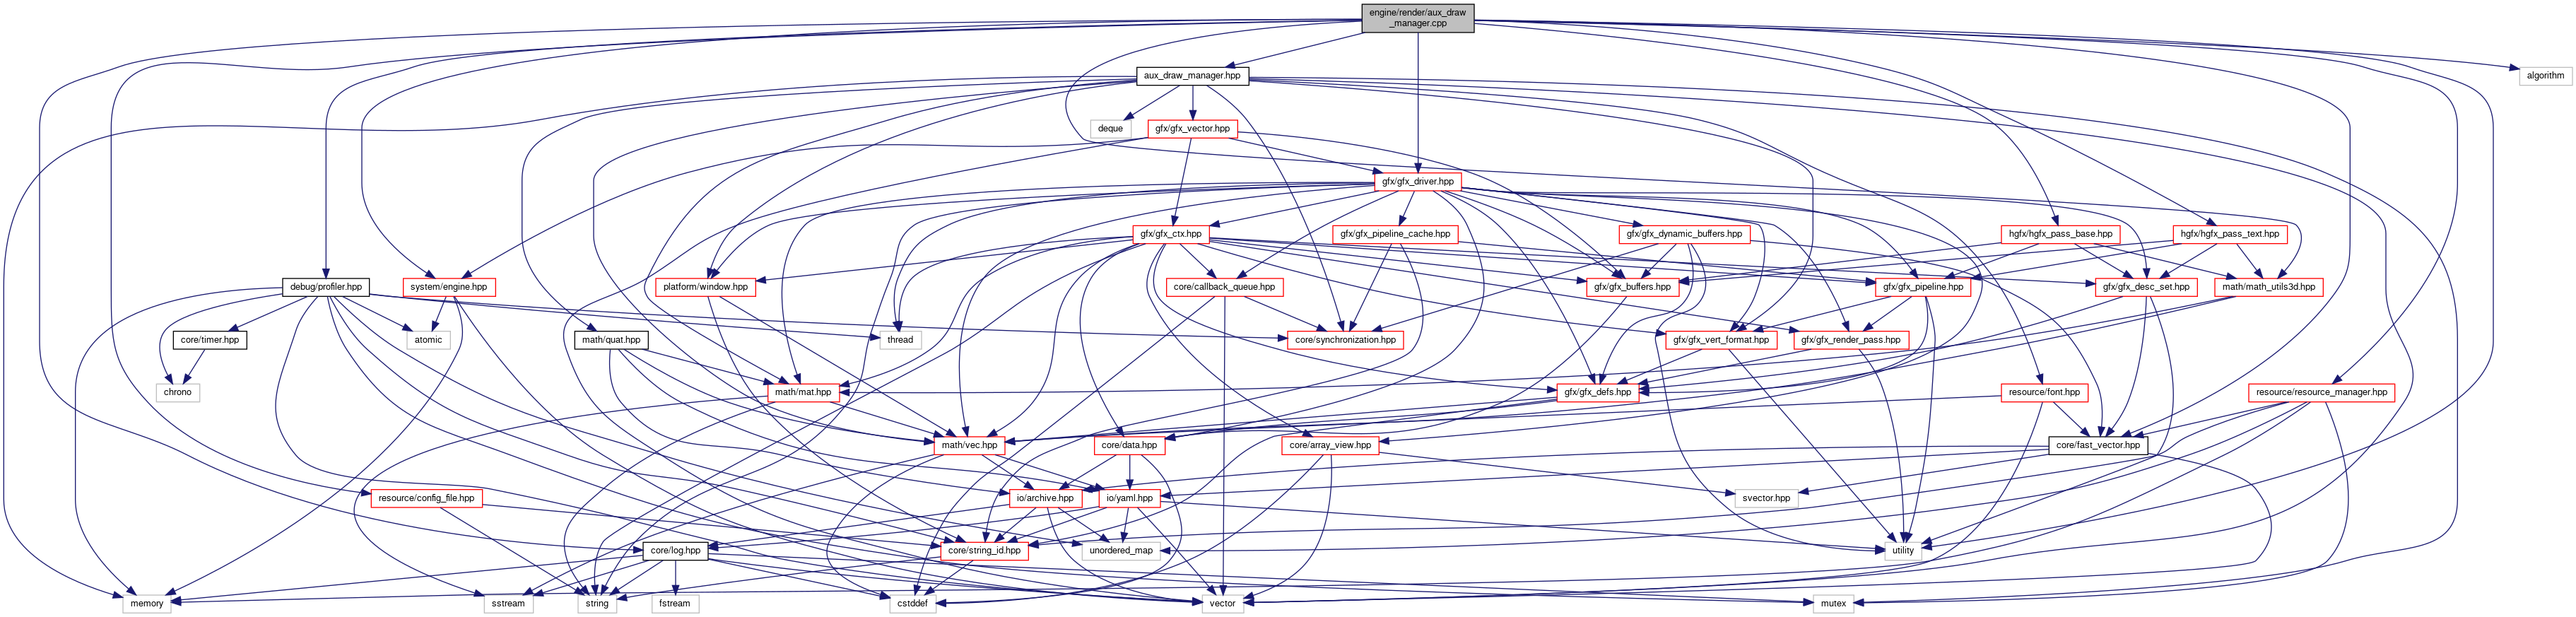 engine/render/aux_draw
_manager.cpp
aux_draw_manager.hpp
algorithm
deque
gfx/gfx_vector.hpp
gfx/gfx_driver.hpp
gfx/gfx_ctx.hpp
gfx/gfx_pipeline_cache.hpp
gfx/gfx_dynamic_buffers.hpp
hgfx/hgfx_pass_base.hpp
hgfx/hgfx_pass_text.hpp
debug/profiler.hpp
system/engine.hpp
platform/window.hpp
core/callback_queue.hpp
gfx/gfx_buffers.hpp
gfx/gfx_pipeline.hpp
gfx/gfx_desc_set.hpp
math/math_utils3d.hpp
core/timer.hpp
atomic
math/quat.hpp
thread
core/synchronization.hpp
gfx/gfx_vert_format.hpp
gfx/gfx_render_pass.hpp
chrono
math/mat.hpp
gfx/gfx_defs.hpp
resource/font.hpp
resource/resource_manager.hpp
math/vec.hpp
core/data.hpp
core/array_view.hpp
core/fast_vector.hpp
resource/config_file.hpp
io/archive.hpp
io/yaml.hpp
svector.hpp
core/log.hpp
core/string_id.hpp
unordered_map
utility
memory
sstream
string
fstream
cstddef
vector
mutex